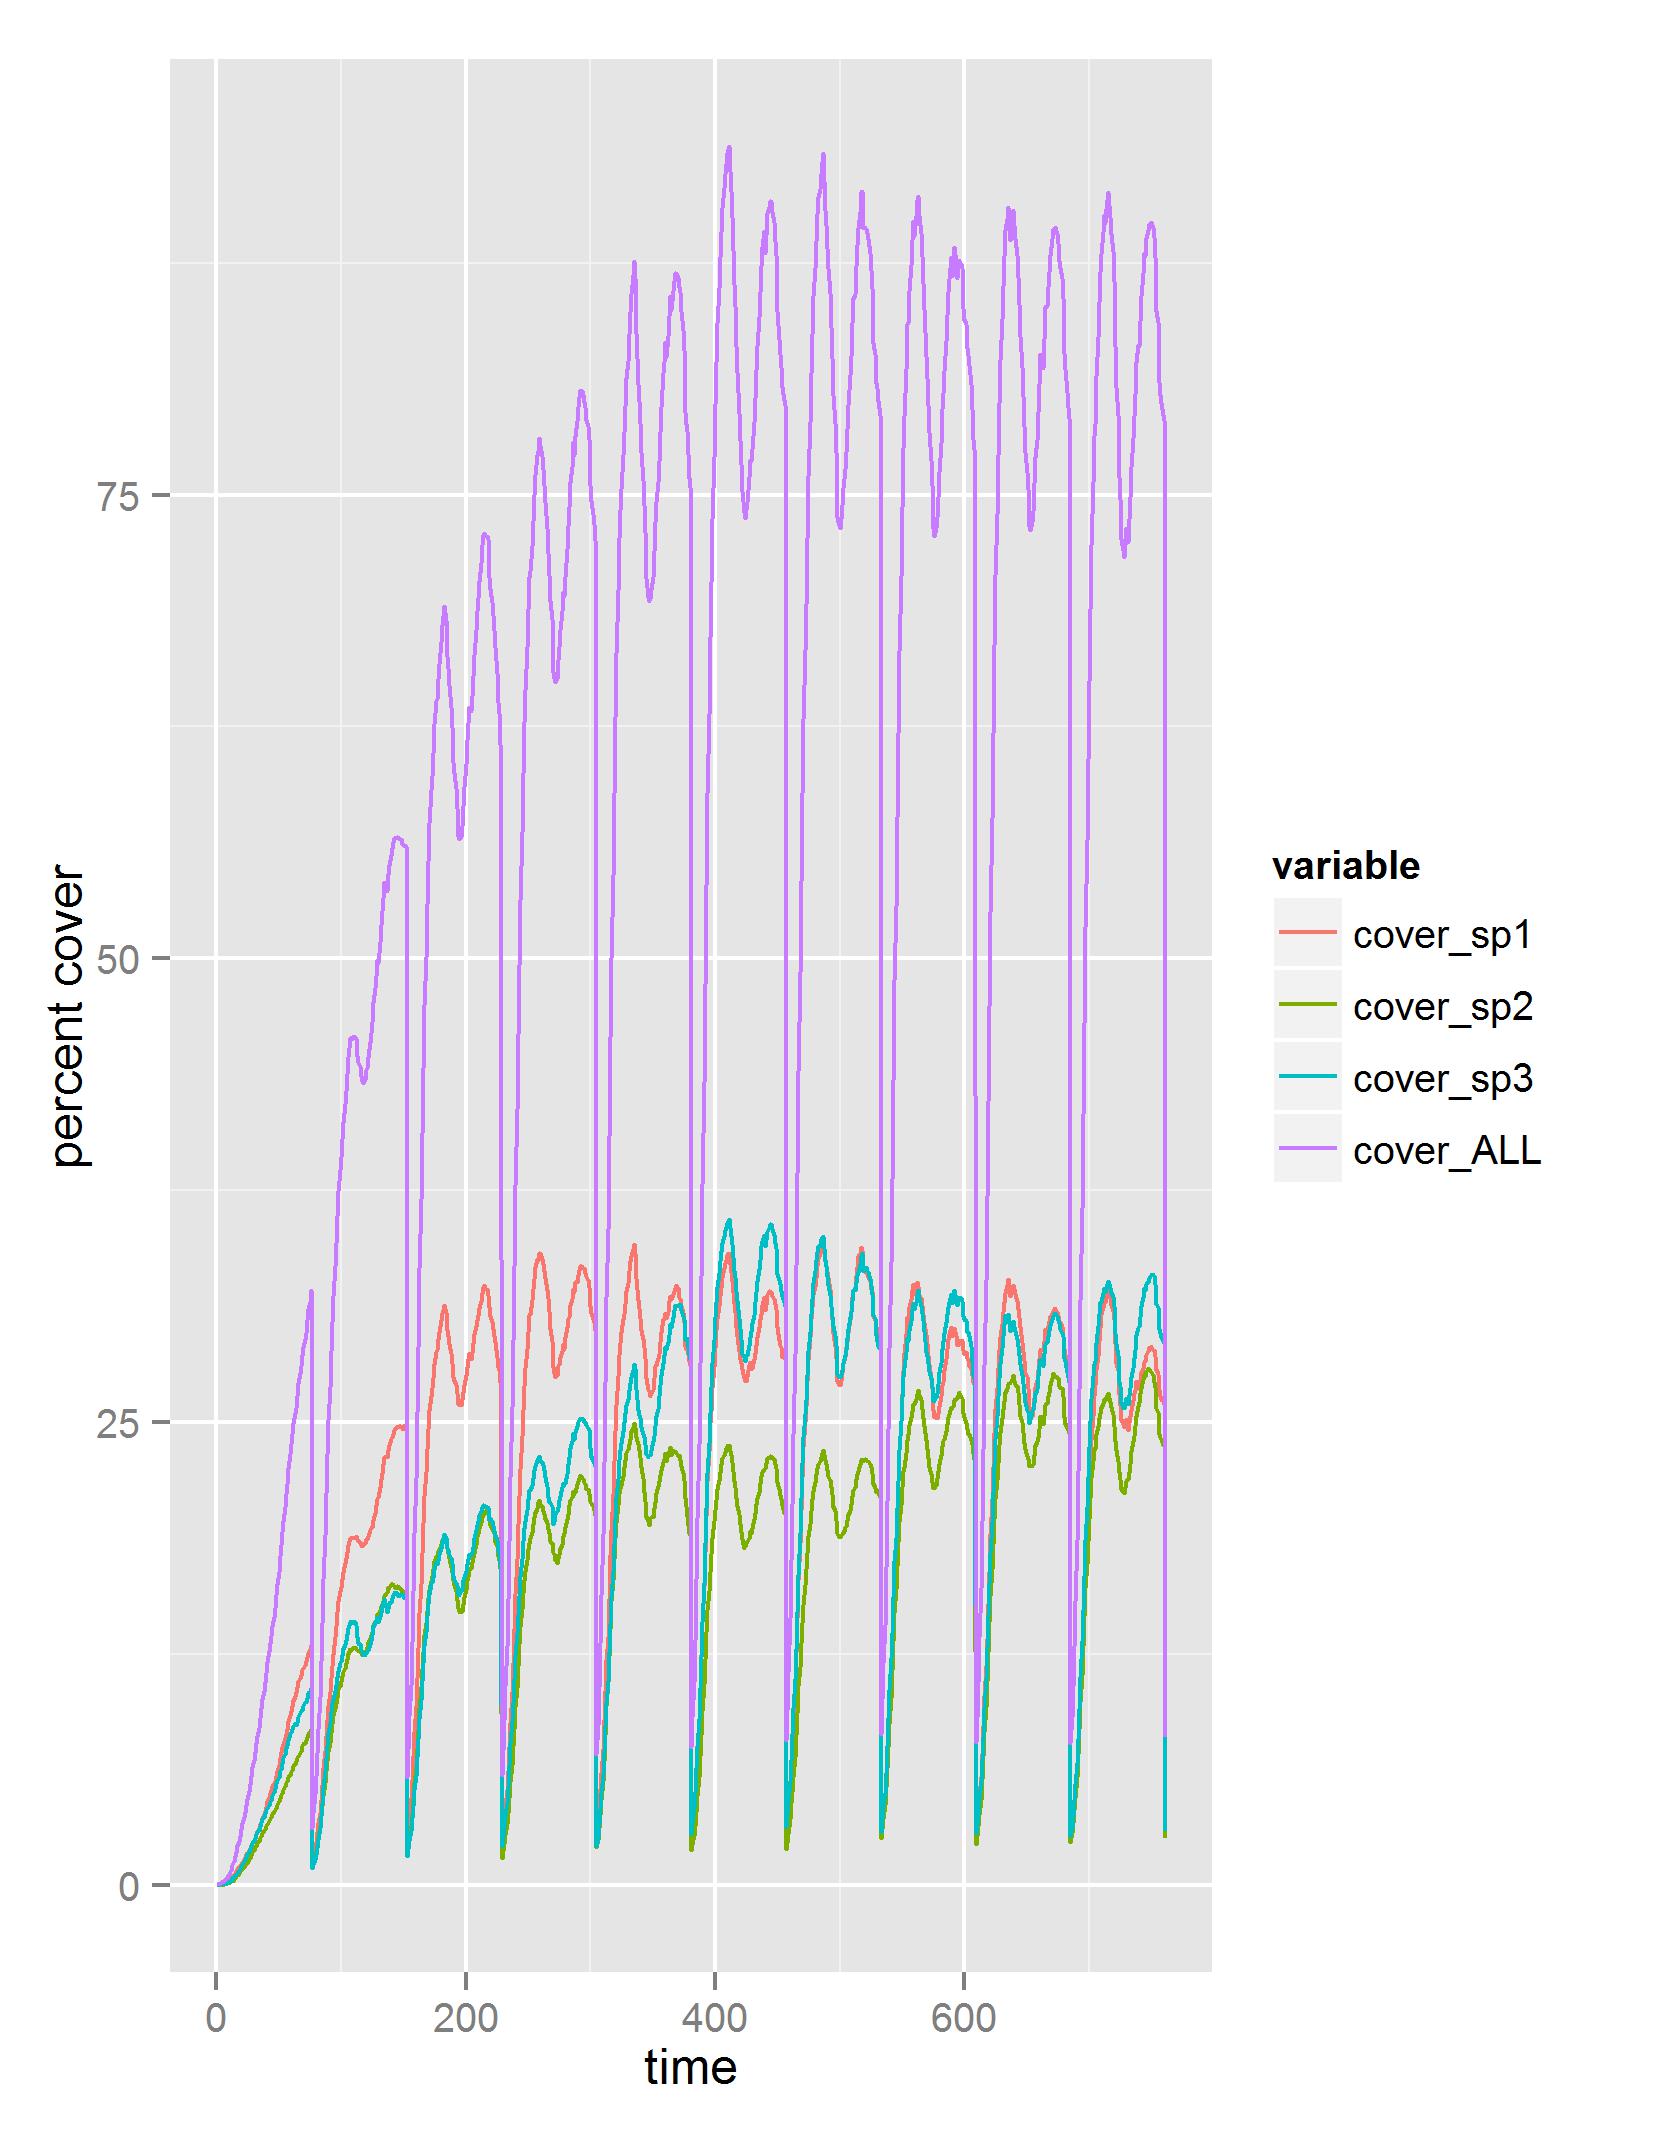 percent cover
75
50
25
0
0 200 400 600
time
variable
cover_sp1
cover_sp2
cover_sp3
cover_ALL